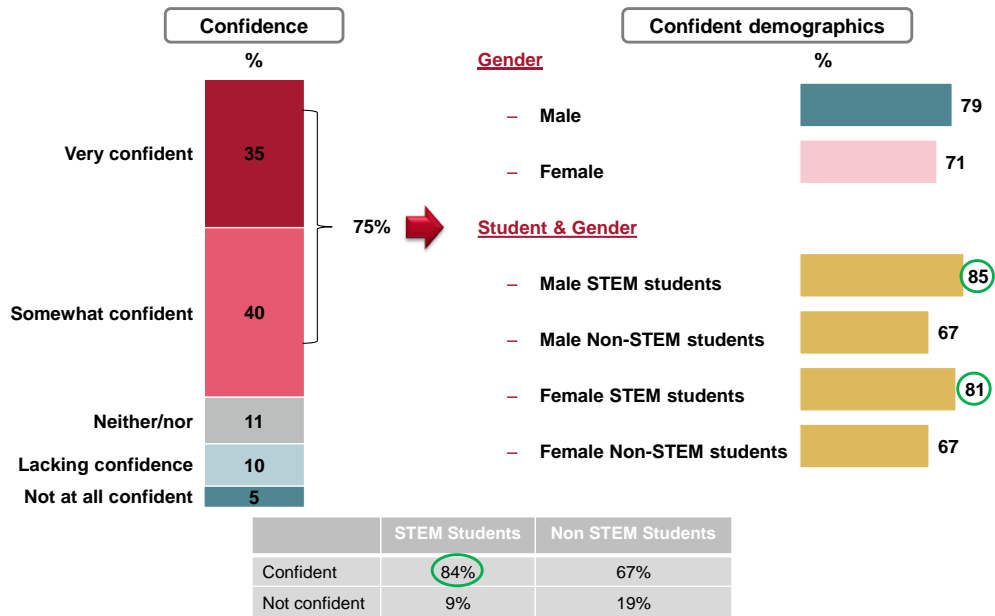 Confidence
%
Very confident
35
Somewhat confident
40
75%
Neither/nor
11
Lacking confidence
10
Not at all confident
5
Confident demographics
Gender
%
– Male
79
– Female
71
Student & Gender
– Male STEM students
85
– Male Non-STEM students
67
– Female STEM students
81
– Female Non-STEM students
67
STEM Students Non STEM Students
Confident 84% 67%
Not confident 9% 19%